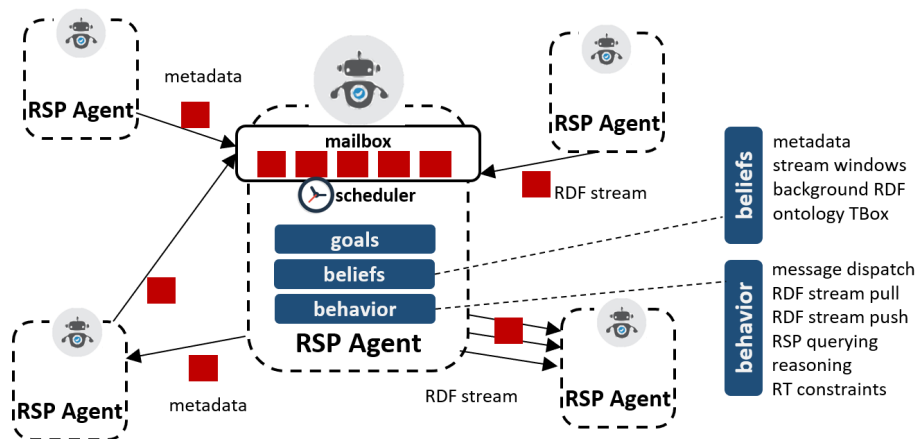 metadata
RSP Agent
RSP Agent
mailbox
RDF stream
scheduler
goals
beliefs
behavior
RSP Agent
beliefs
metadata
stream windows
background RDF
ontology TBox
behavior
message dispatch
RDF stream pull
RDF stream push
RSP querying
reasoning
RT constraints
RSP Agent
metadata
RDF stream
RSP Agent